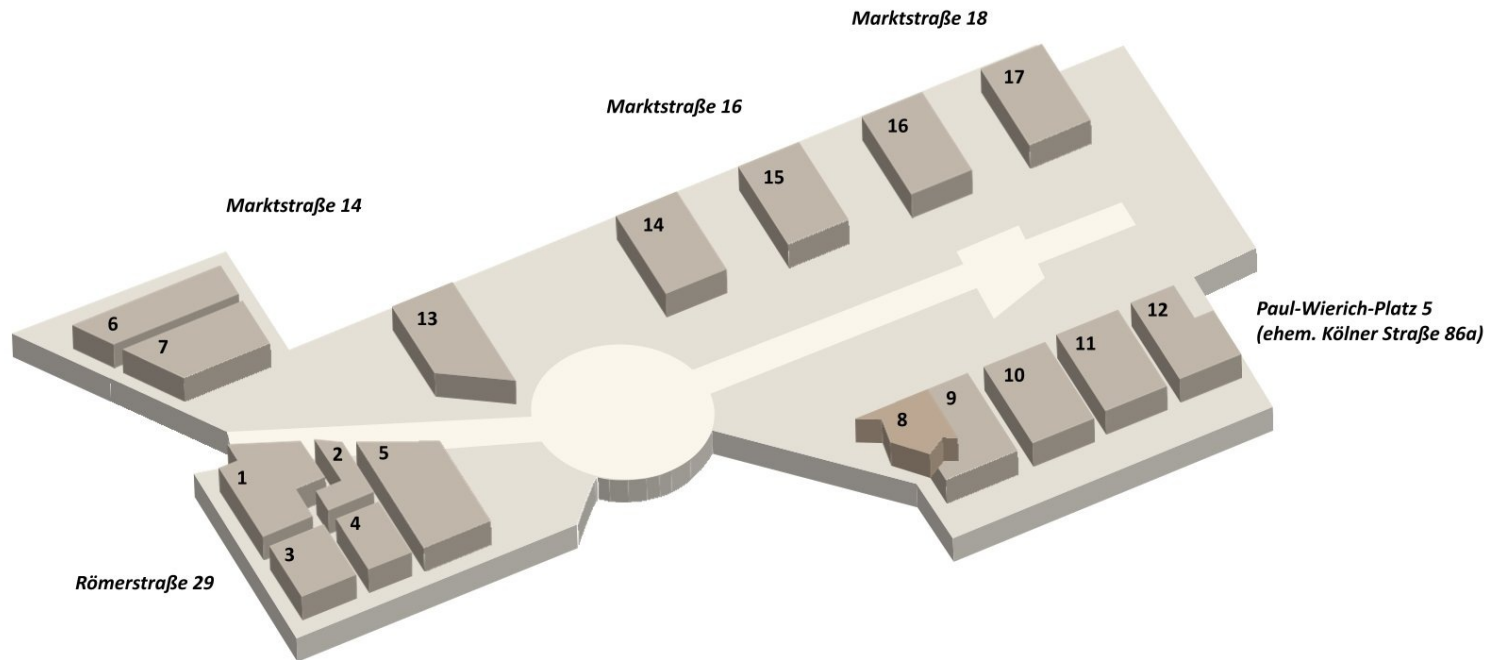 Marktstraße 18
17
Marktstraße 16
16
15
Marktstraße 14
14
13
6
7
Paul-Wierich-Platz 5
(ehem. Kölner Straße 86a)
12
11
10
9
8
2
5
1
4
3
Römerstraße 29